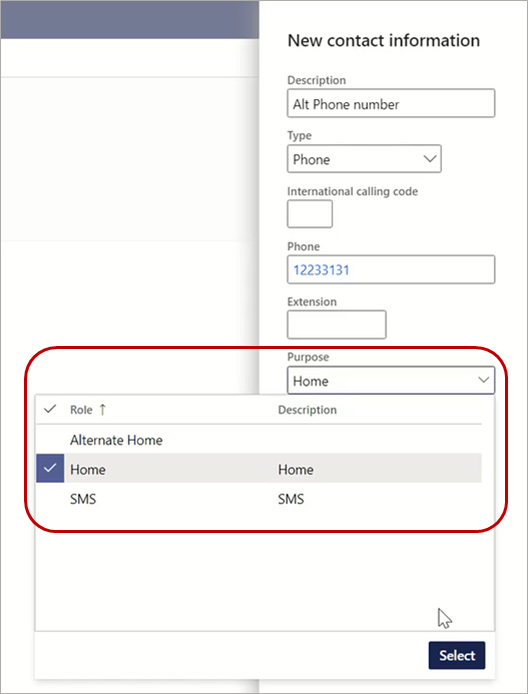 New contact information
Description
Alt Phone number
Type
Phone
International calling code
Phone
12233131
Extension
Purpose
Home
Role ↑ Description
Alternate Home
Home Home
SMS SMS
Select